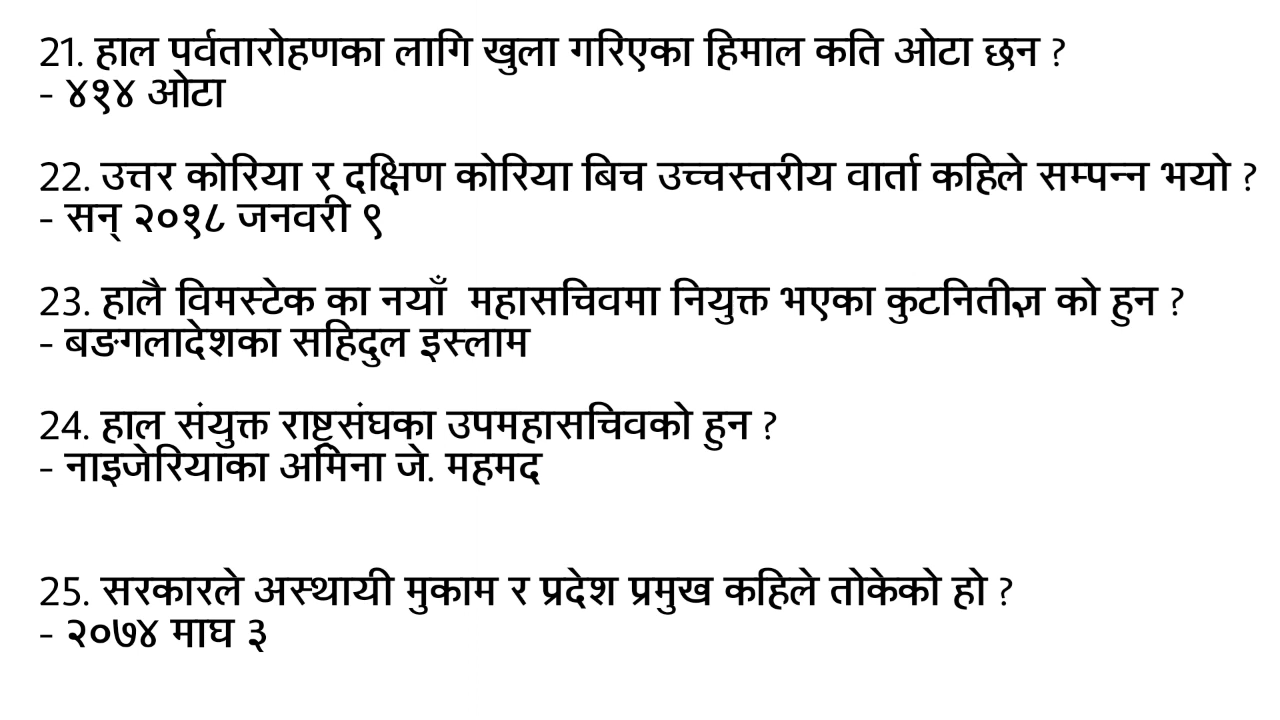 21. हाल पर्वतारोहणका लागि खुला गरिएका हिमाल कति ओटा छन ?
- ४१४ ओटा
22. उत्तर कोरिया र दक्षिण कोरिया बिच उच्चस्तरीय वार्ता कहिले सम्पन्न भयो ?
- सन् २०१८ जनवरी ९
23. हालै विमस्टेक का नयाँ  महासचिवमा नियुक्त भएका कुटनितीज्ञ को हुन ?
- बङगलादेशका सहिदुल इस्लाम
24. हाल संयुक्त राष्ट्रसंघका उपमहासचिवको हुन ?
- नाइजेरियाका अमिना जे. महमद
25. सरकारले अस्थायी मुकाम र प्रदेश प्रमुख कहिले तोकेको हो ?
- २०७४ माघ ३